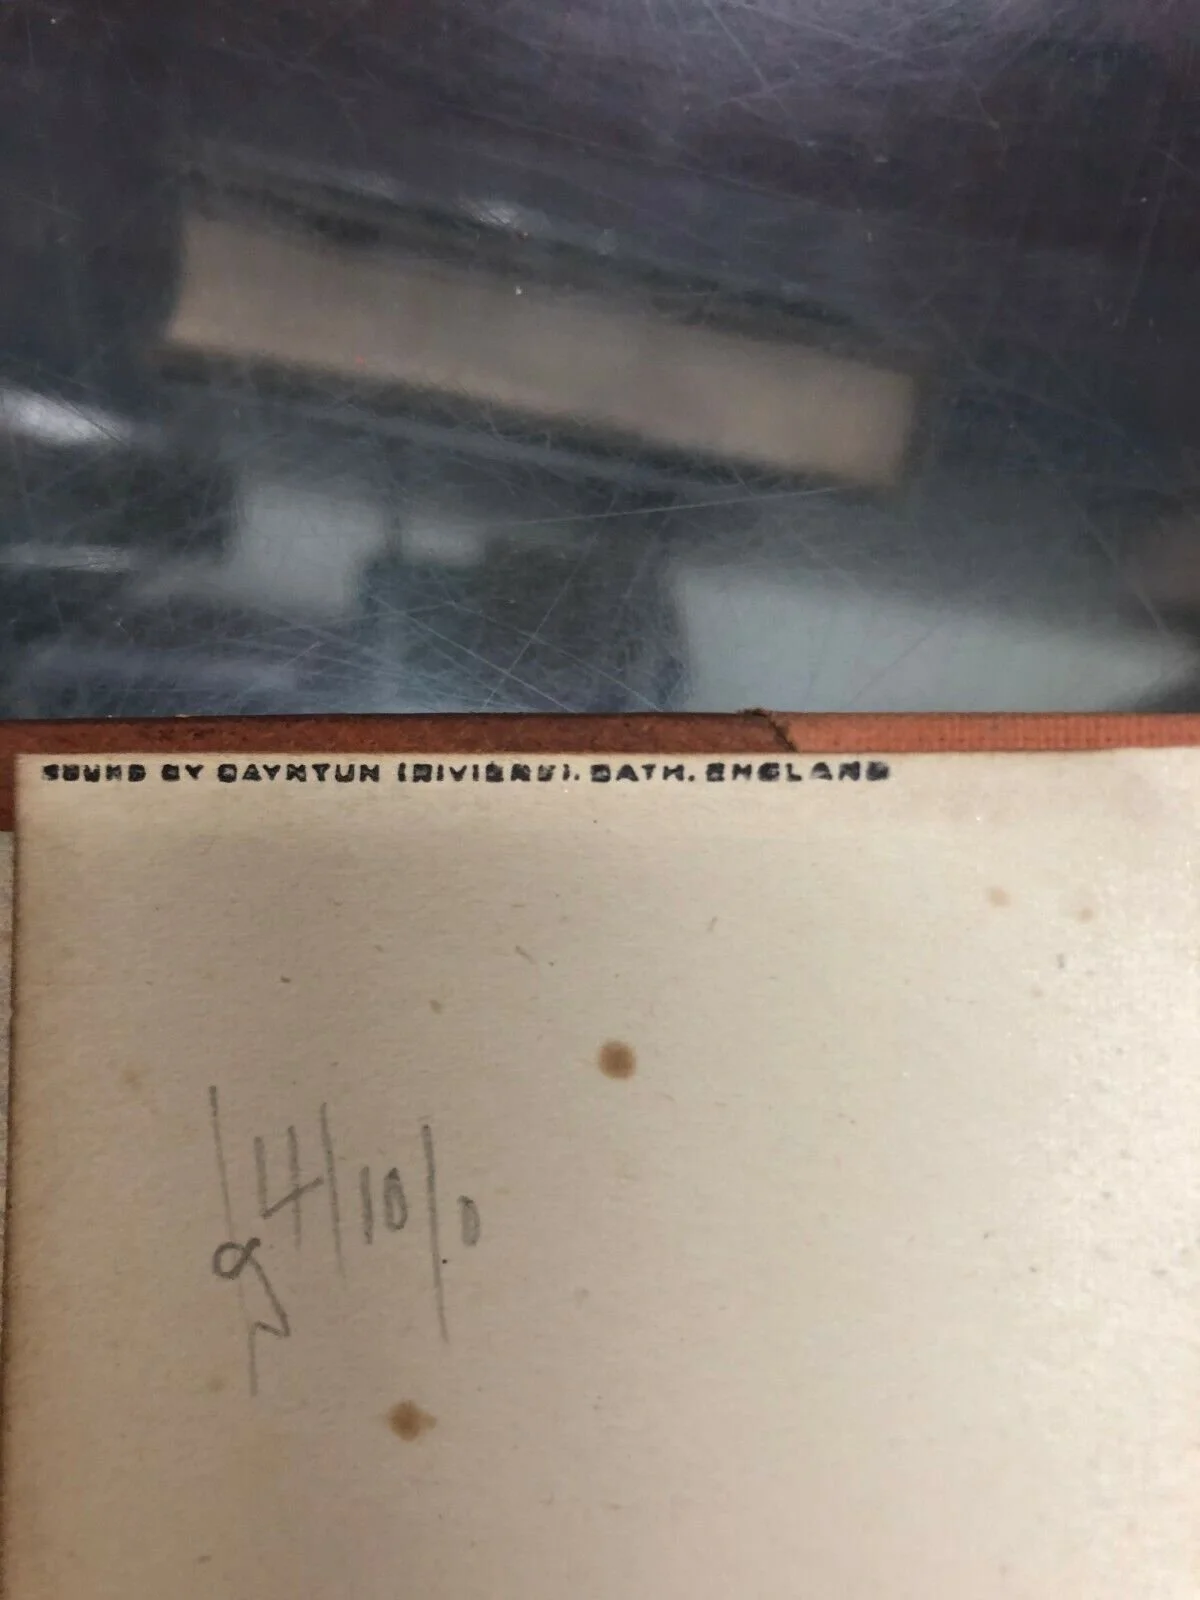 BOUND BY BAYNTUN (RIVIERE). BATH. ENGLAND
4/10/0